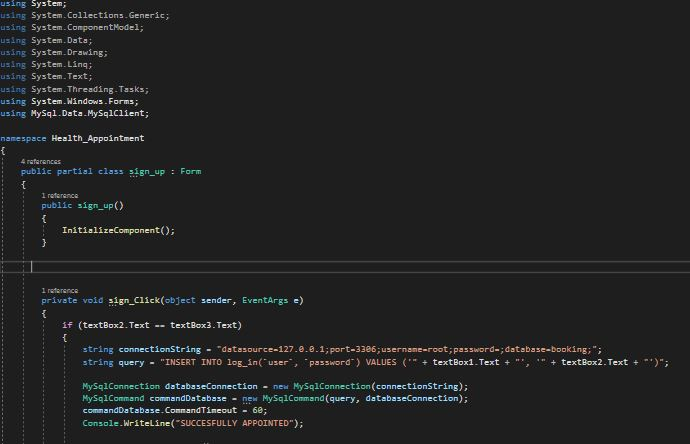 using System;
using System.Collections.Generic;
using System.ComponentModel;
using System.Data;
using System.Drawing;
using System.Linq;
using System.Text;
using System.Threading.Tasks;
using System.Windows.Forms;
using MySql.Data.MySqlClient;
namespace Health_Appointment
{
4 references
public partial class sign_up : Form
{
1 reference
public sign_up()
{
InitializeComponent();
}
1 reference
private void sign_Click(object sender, EventArgs e)
{
if (textBox2.Text == textBox3.Text)
{
string connectionString = "datasource=127.0.0.1;port=3306;username=root;password=;database=booking;";
string query = "INSERT INTO log_in(`user`, `password`) VALUES ('" + textBox1.Text + "', '" + textBox2.Text + "')";
MySqlConnection databaseConnection = new MySqlConnection(connectionString);
MySqlCommand commandDatabase = new MySqlCommand(query, databaseConnection);
commandDatabase.CommandTimeout = 60;
Console.WriteLine("SUCCESFULLY APPOINTED");